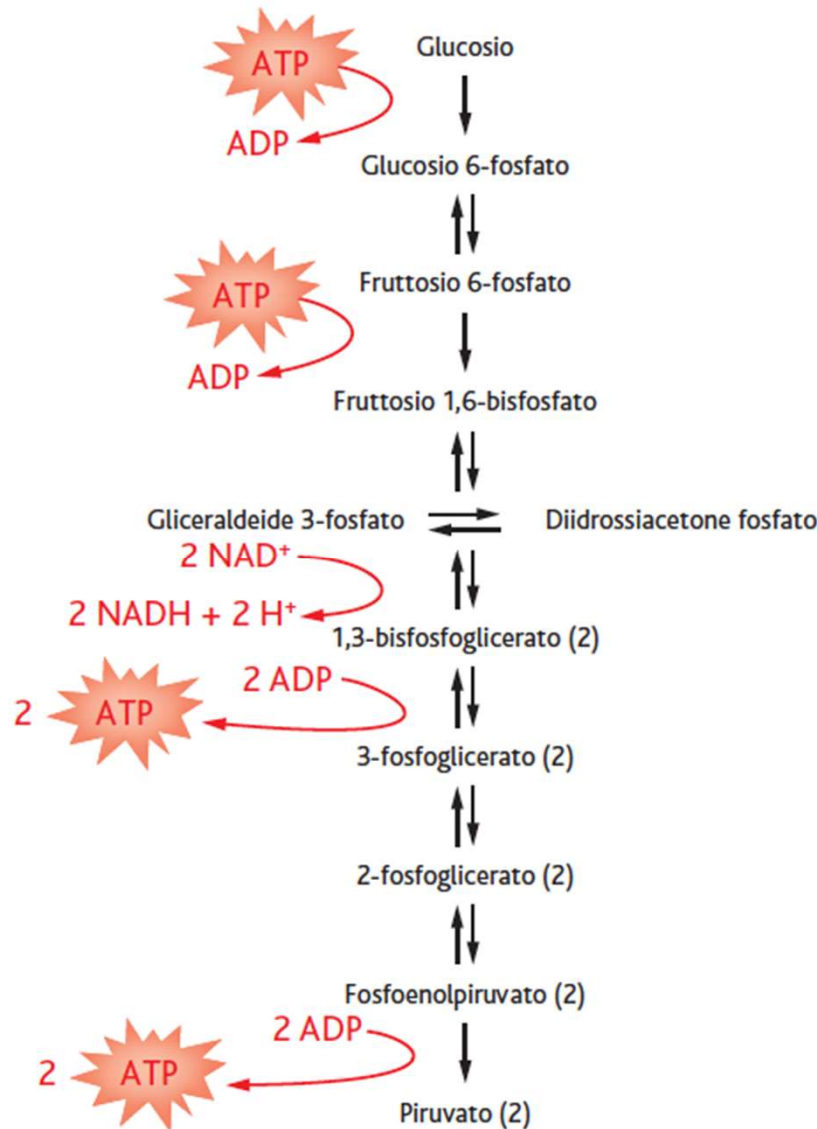 ATP
Glucosio
ADP
Glucosio 6-fosfato
ATP
Fruttosio 6-fosfato
ADP
Fruttosio 1,6-bisfosfato
Gliceraldeide 3-fosfato
Diidrossiacetone fosfato
2 NAD⁺
2 NADH + 2 H⁺
1,3-bisfosfoglicerato (2)
2 ADP
2 ATP
3-fosfoglicerato (2)
2-fosfoglicerato (2)
Fosfoenolpiruvato (2)
2 ADP
2 ATP
Piruvato (2)